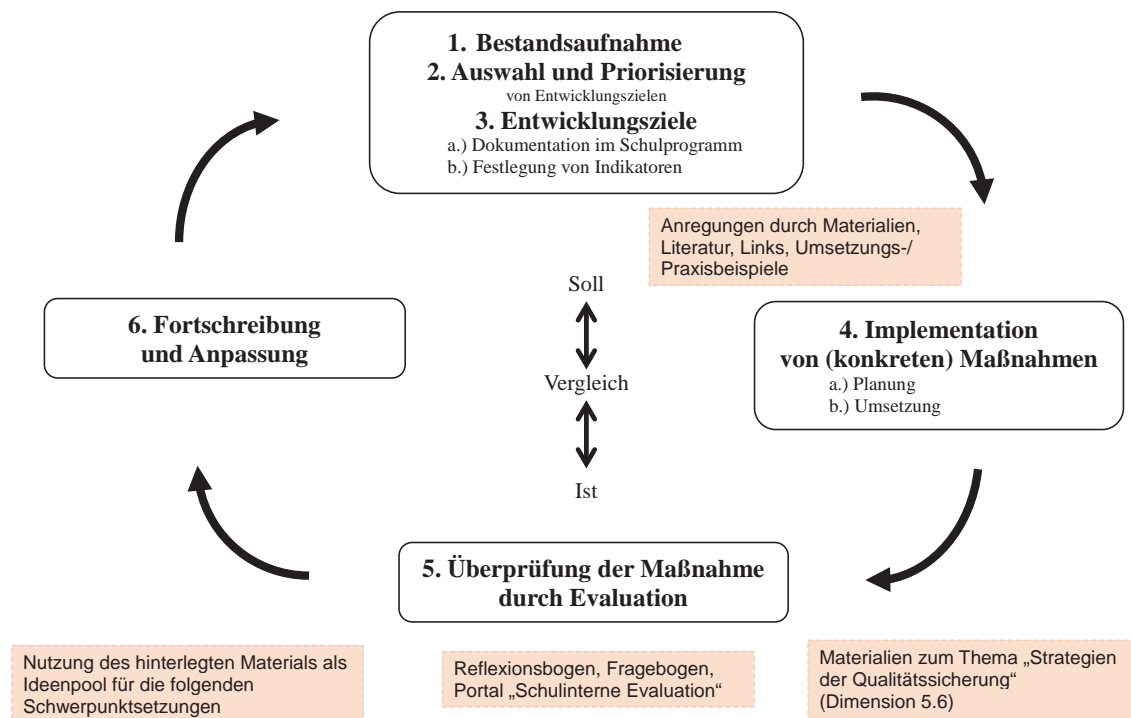 1. Bestandsaufnahme
2. Auswahl und Priorisierung
von Entwicklungszielen
3. Entwicklungsziele
a.) Dokumentation im Schulprogramm
b.) Festlegung von Indikatoren
Anregungen durch Materialien,
Literatur, Links, Umsetzungs-/
Praxisbeispiele
Soll
Vergleich
Ist
6. Fortschreibung
und Anpassung
4. Implementation
von (konkreten) Maßnahmen
a.) Planung
b.) Umsetzung
5. Überprüfung der Maßnahme
durch Evaluation
Nutzung des hinterlegten Materials als
Ideenpool für die folgenden
Schwerpunktsetzungen
Reflexionsbogen, Fragebogen,
Portal „Schulinterne Evaluation“
Materialien zum Thema „Strategien
der Qualitätssicherung“
(Dimension 5.6)